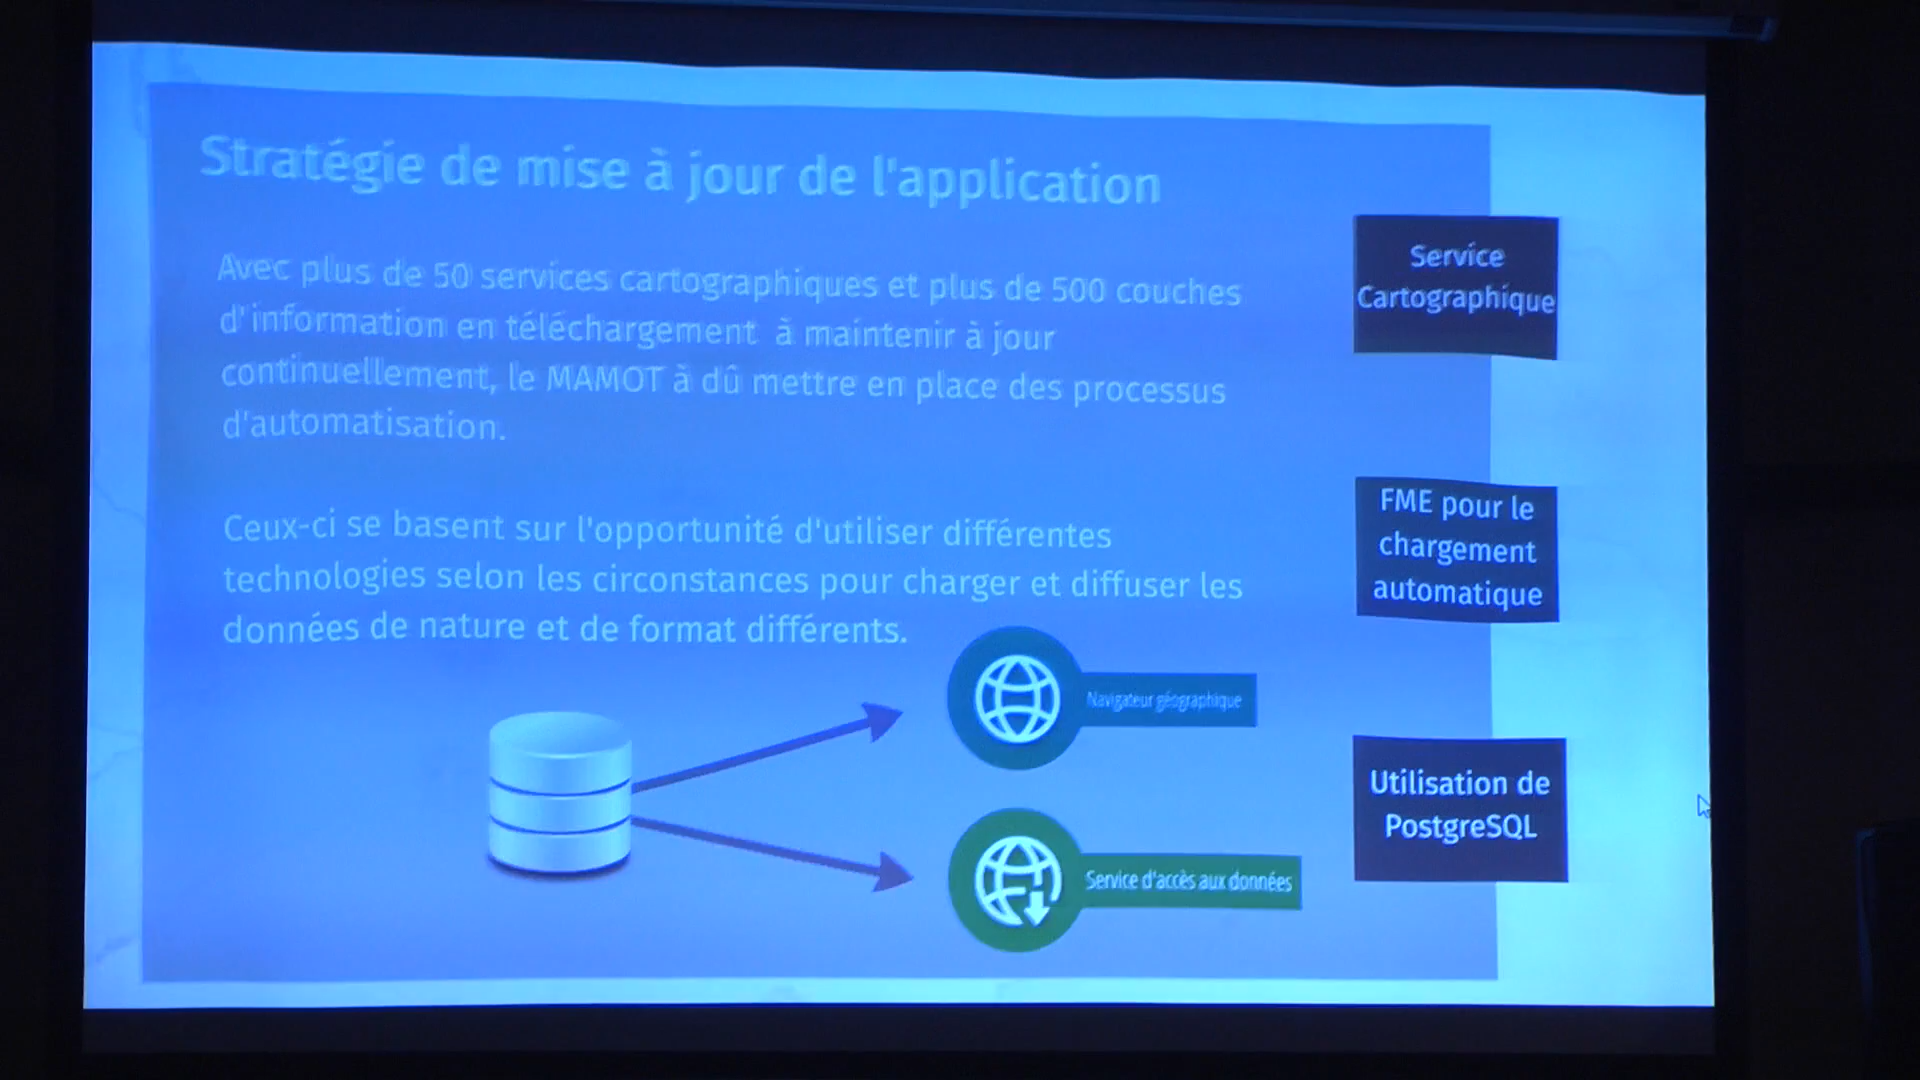 Stratégie de mise à jour de l'application
Avec plus de 50 services cartographiques et plus de 500 couches
d'information en téléchargement à maintenir à jour
continuellement, le MAMOT à dû mettre en place des processus
d'automatisation.
Ceux-ci se basent sur l'opportunité d'utiliser différentes
technologies selon les circonstances pour charger et diffuser les
données de nature et de format différents.
Navigateur géographique
Service d'accès aux données
Service
Cartographique
FME pour le
chargement
automatique
Utilisation de
PostgreSQL